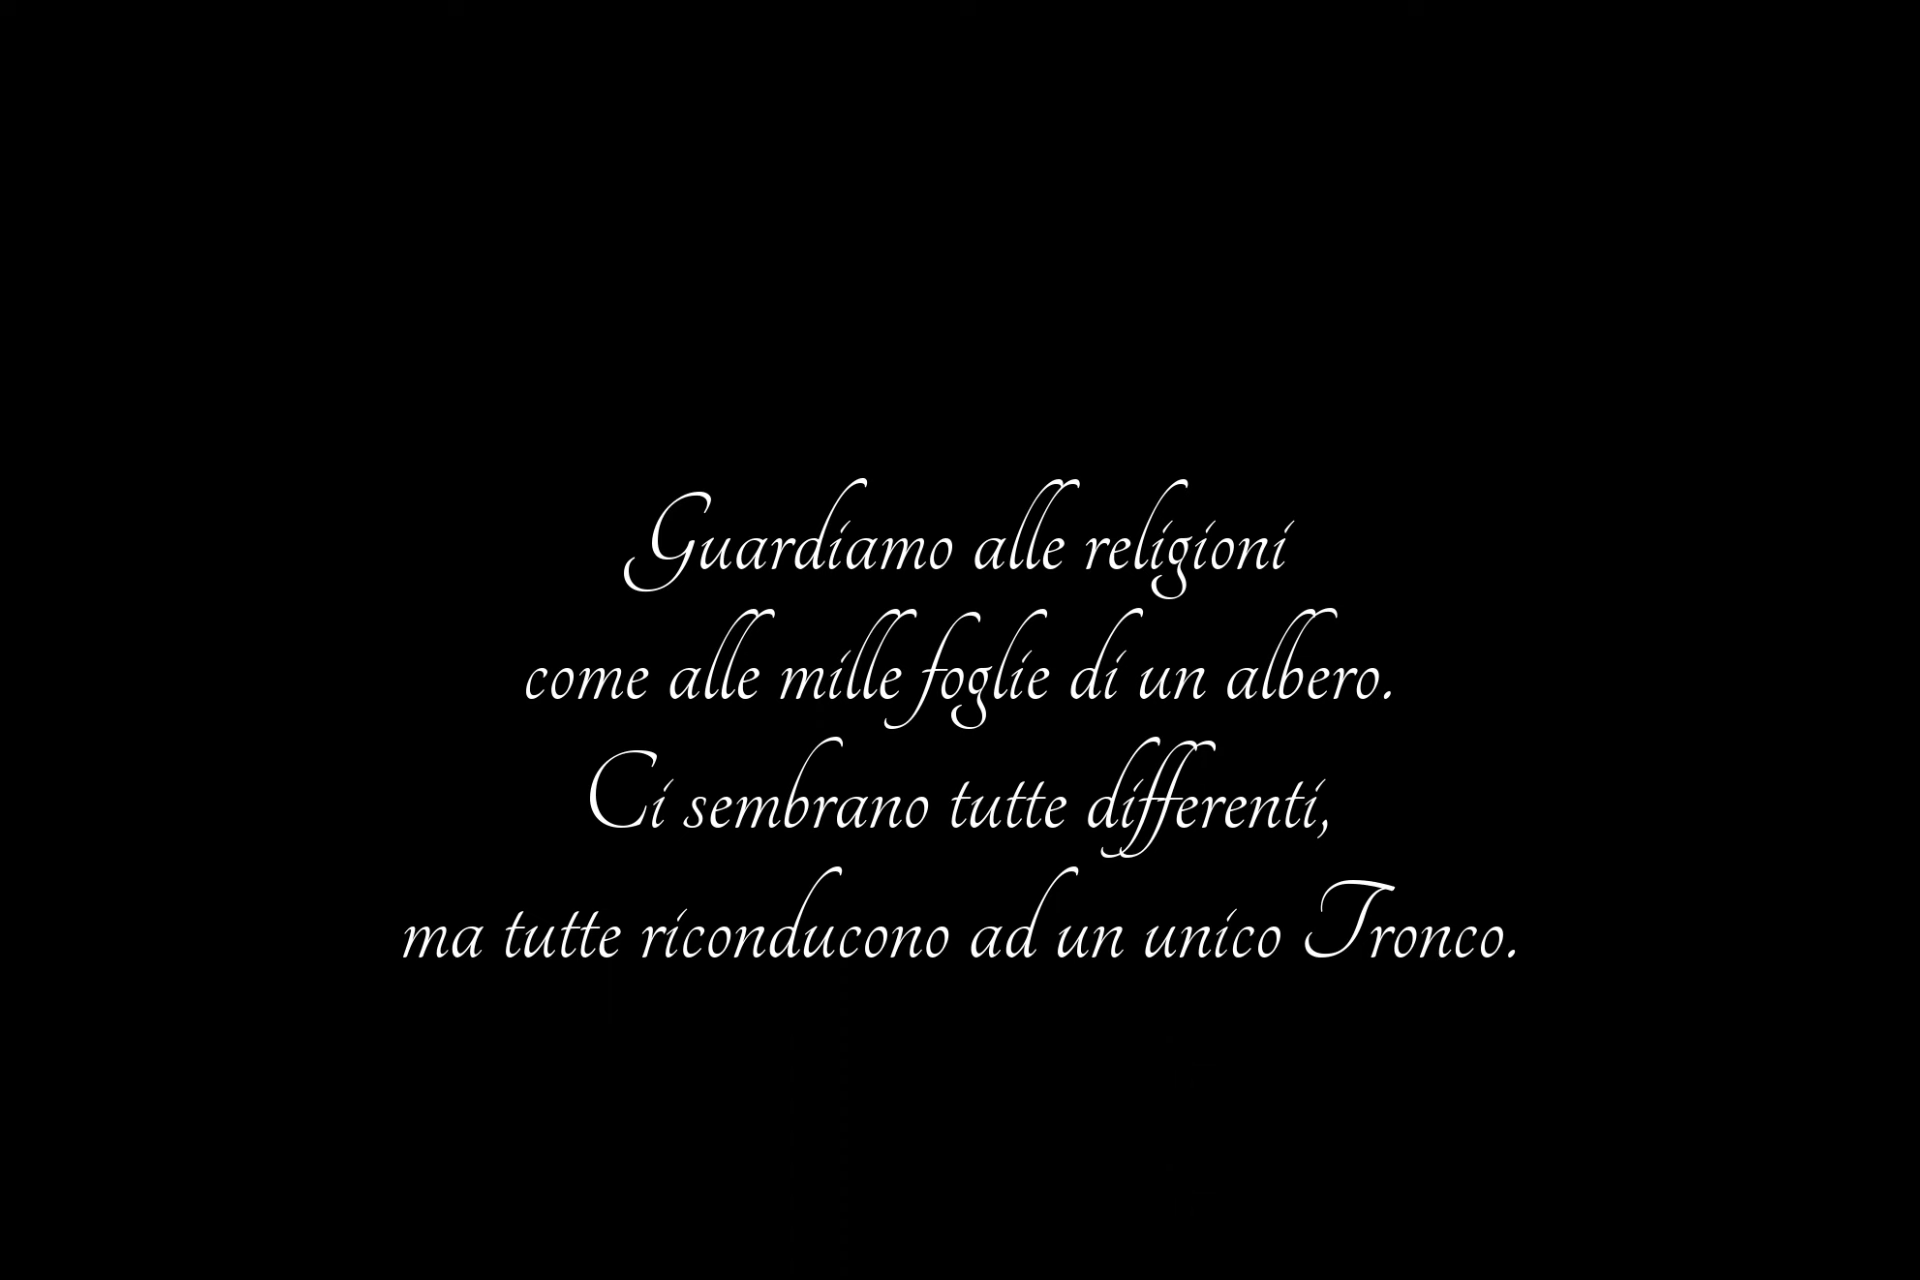 Guardiamo alle religioni
come alle mille foglie di un albero.
Ci sembrano tutte differenti,
ma tutte riconducono ad un unico Tronco.